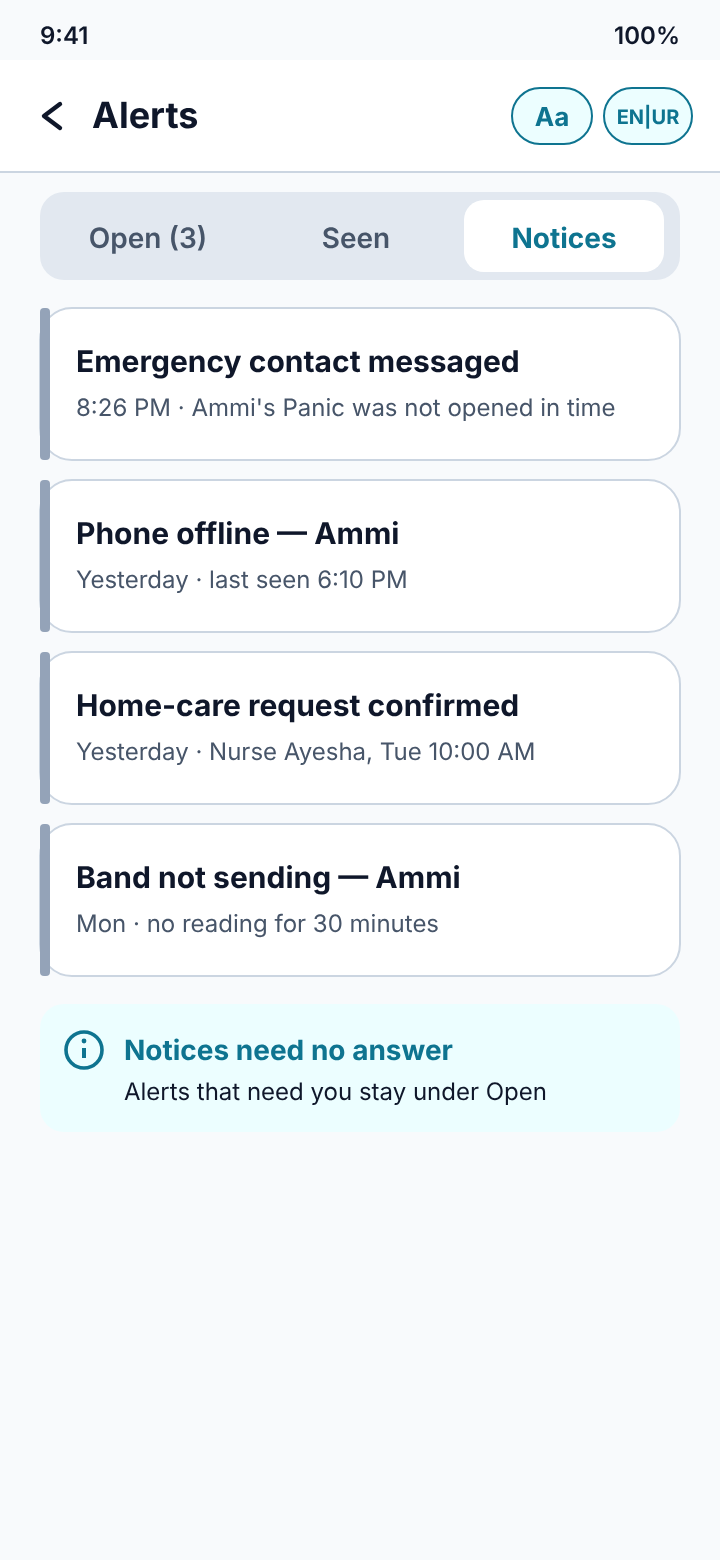 9:41
100%
Alerts
Aa
EN|UR
Open (3)
Seen
Notices
Emergency contact messaged
8:26 PM · Ammi's Panic was not opened in time
Phone offline — Ammi
Yesterday · last seen 6:10 PM
Home-care request confirmed
Yesterday · Nurse Ayesha, Tue 10:00 AM
Band not sending — Ammi
Mon · no reading for 30 minutes
Notices need no answer
Alerts that need you stay under Open